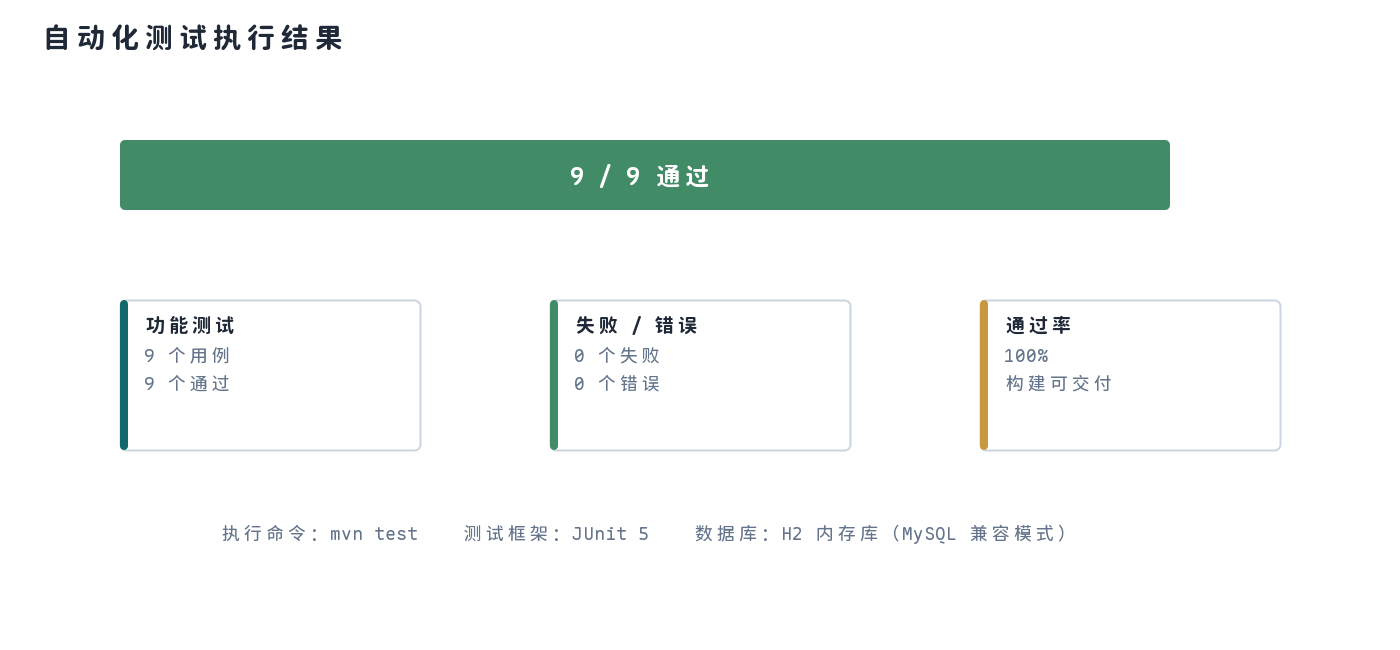 自动化测试执行结果
9 / 9 通过
功能测试
9 个用例
9 个通过
失败 / 错误
0 个失败
0 个错误
通过率
100%
构建可交付
执行命令: mvn test    测试框架: JUnit 5    数据库: H2 内存库（MySQL 兼容模式）